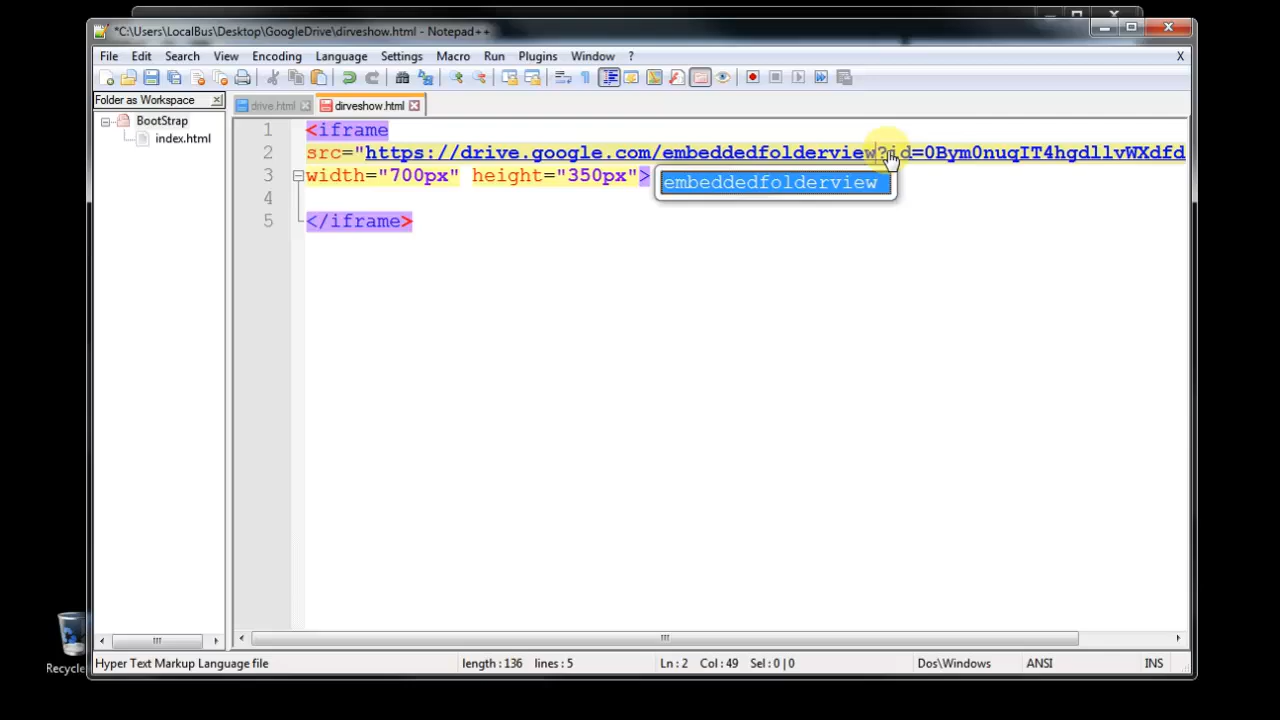 *C:\Users\LocalBus\Desktop\GoogleDrive\dirveshow.html - Notepad++
File Edit Search View Encoding Language Settings Macro Run Plugins Window ? X
Folder as Workspace
drive.html dirveshow.html
BootStrap
index.html
1 <iframe
2 src="https://drive.google.com/embeddedfolderview?id=0Bym0nuqIT4hgdllvWXdfd
3 width="700px" height="350px">
embeddedfolderview
4
5 </iframe>
Recycle
Hyper Text Markup Language file length : 136 lines : 5 Ln : 2 Col : 49 Sel : 0 | 0 Dos\Windows ANSI INS